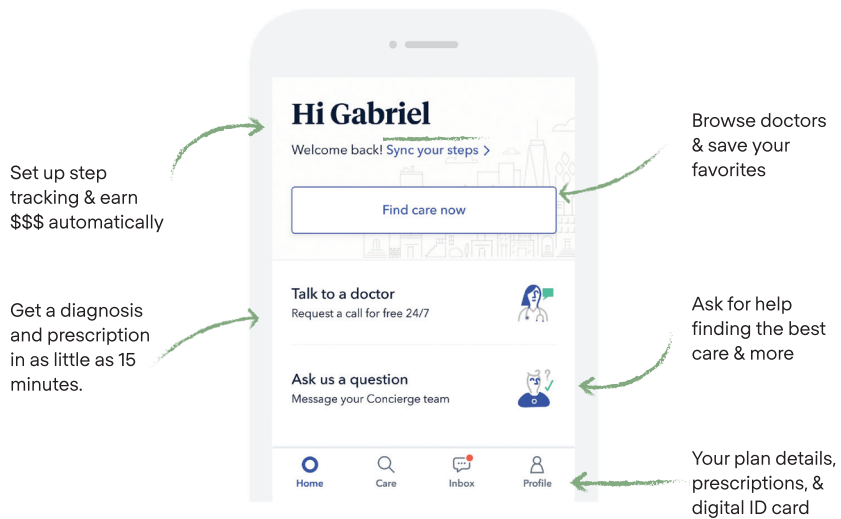 Hi Gabriel
Welcome back! Sync your steps >
Find care now
Talk to a doctor
Request a call for free 24/7
Ask us a question
Message your Concierge team
Home
Care
Inbox
Profile
Set up step
tracking & earn
$$$ automatically
Get a diagnosis
and prescription
in as little as 15
minutes.
Browse doctors
& save your
favorites
Ask for help
finding the best
care & more
Your plan details,
prescriptions, &
digital ID card